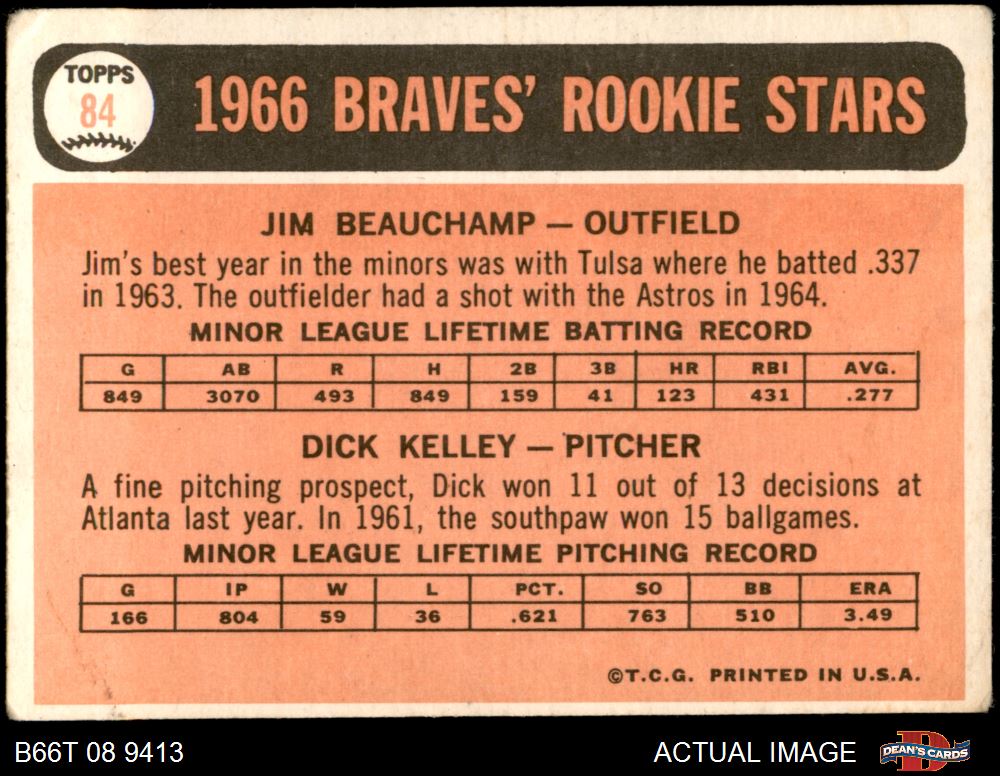 TOPPS
84
1966 BRAVES' ROOKIE STARS
JIM BEAUCHAMP — OUTFIELD
Jim's best year in the minors was with Tulsa where he batted .337
in 1963. The outfielder had a shot with the Astros in 1964.
MINOR LEAGUE LIFETIME BATTING RECORD
G AB R H 2B 3B HR RBI AVG.
849 3070 493 849 159 41 123 431 .277
DICK KELLEY — PITCHER
A fine pitching prospect, Dick won 11 out of 13 decisions at
Atlanta last year. In 1961, the southpaw won 15 ballgames.
MINOR LEAGUE LIFETIME PITCHING RECORD
G IP W L PCT. SO BB ERA
166 804 59 36 .621 763 510 3.49
©T.C.G. PRINTED IN U.S.A.
B66T 08 9413 ACTUAL IMAGE D DEAN'S CARDS